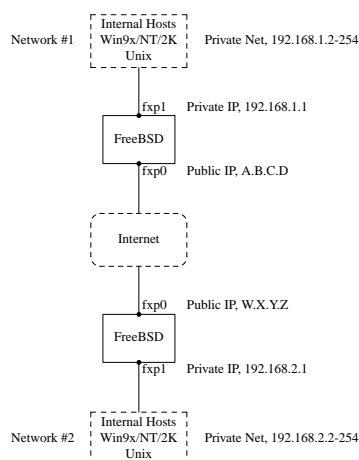 Internal Hosts
Network #1 Win9x/NT/2K Private Net, 192.168.1.2-254
Unix
fxp1 Private IP, 192.168.1.1
FreeBSD
fxp0 Public IP, A.B.C.D
Internet
fxp0 Public IP, W.X.Y.Z
FreeBSD
fxp1 Private IP, 192.168.2.1
Internal Hosts
Network #2 Win9x/NT/2K Private Net, 192.168.2.2-254
Unix